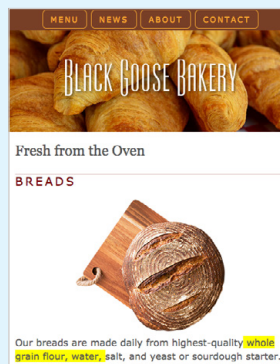 MENU NEWS ABOUT CONTACT
BLACK GOOSE BAKERY
Fresh from the Oven
BREADS
Our breads are made daily from highest-quality whole
grain flour, water, salt, and yeast or sourdough starter.